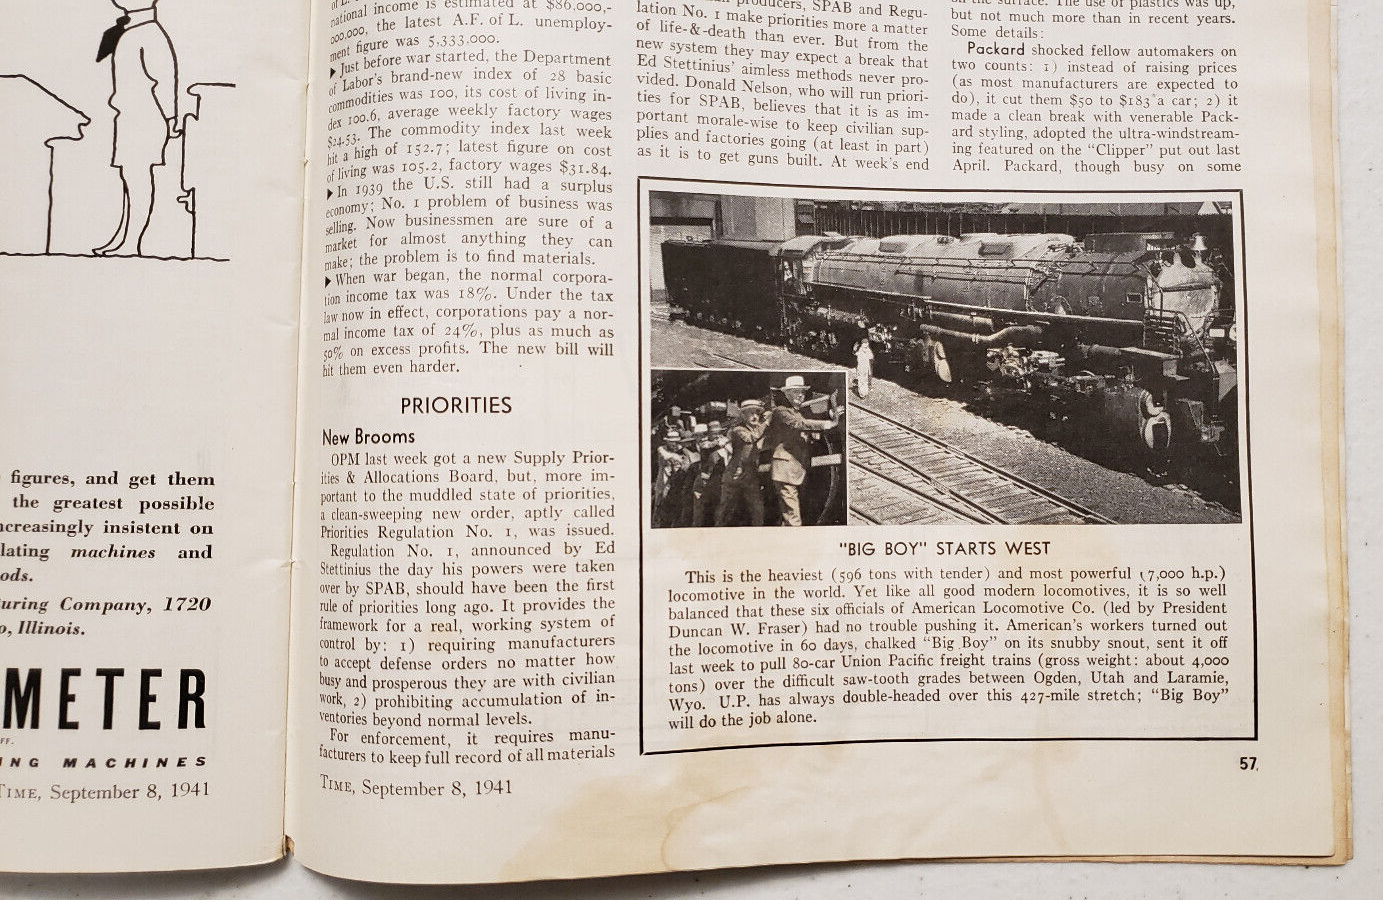 figures, and get them
the greatest possible
ncreasingly insistent on
lating machines and
ods.
uring Company, 1720
o, Illinois.
METER
FF.
ING MACHINES
TIME, September 8, 1941
national income is estimated at $86,000,-
000,000, the latest A.F. of L. unemploy-
ment figure was 5,333,000.
▶ Just before war started, the Department
of Labor's brand-new index of 28 basic
commodities was 100, its cost of living in-
dex 100.6, average weekly factory wages
$24.53. The commodity index last week
hit a high of 152.7; latest figure on cost
of living was 105.2, factory wages $31.84.
▶ In 1939 the U.S. still had a surplus
economy; No. 1 problem of business was
selling. Now businessmen are sure of a
market for almost anything they can
make; the problem is to find materials.
▶ When war began, the normal corpora-
tion income tax was 18%. Under the tax
law now in effect, corporations pay a nor-
mal income tax of 24%, plus as much as
50% on excess profits. The new bill will
hit them even harder.
PRIORITIES
New Brooms
OPM last week got a new Supply Prior-
ities & Allocations Board, but, more im-
portant to the muddled state of priorities,
a clean-sweeping new order, aptly called
Priorities Regulation No. 1, was issued.
Regulation No. 1, announced by Ed
Stettinius the day his powers were taken
over by SPAB, should have been the first
rule of priorities long ago. It provides the
framework for a real, working system of
control by: 1) requiring manufacturers
to accept defense orders no matter how
busy and prosperous they are with civilian
work, 2) prohibiting accumulation of in-
ventories beyond normal levels.
For enforcement, it requires manu-
facturers to keep full record of all materials
TIME, September 8, 1941
producers, SPAB and Regu-
lation No. 1 make priorities more a matter
of life-&-death than ever. But from the
new system they may expect a break that
Ed Stettinius' aimless methods never pro-
vided. Donald Nelson, who will run priori-
ties for SPAB, believes that it is as im-
portant morale-wise to keep civilian sup-
plies and factories going (at least in part)
as it is to get guns built. At week's end
on the surface. The use of plastics was up,
but not much more than in recent years.
Some details:
Packard shocked fellow automakers on
two counts: 1) instead of raising prices
(as most manufacturers are expected to
do), it cut them $50 to $183 a car; 2) it
made a clean break with venerable Pack-
ard styling, adopted the ultra-windstream-
ing featured on the "Clipper" put out last
April. Packard, though busy on some
"BIG BOY" STARTS WEST
This is the heaviest (596 tons with tender) and most powerful (7,000 h.p.)
locomotive in the world. Yet like all good modern locomotives, it is so well
balanced that these six officials of American Locomotive Co. (led by President
Duncan W. Fraser) had no trouble pushing it. American's workers turned out
the locomotive in 60 days, chalked "Big Boy" on its snubby snout, sent it off
last week to pull 80-car Union Pacific freight trains (gross weight: about 4,000
tons) over the difficult saw-tooth grades between Ogden, Utah and Laramie,
Wyo. U.P. has always double-headed over this 427-mile stretch; "Big Boy"
will do the job alone.
57